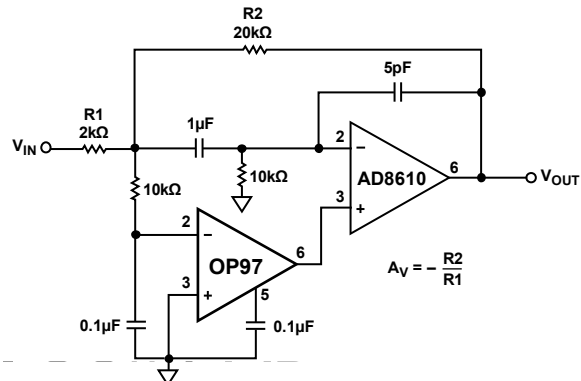 R2
20kΩ
5pF
R1
2kΩ
1µF
V_IN
2
−
10kΩ
10kΩ
AD8610
6
V_OUT
3
+
2
−
6
OP97
A_V = − R2/R1
3
+
5
0.1µF
0.1µF